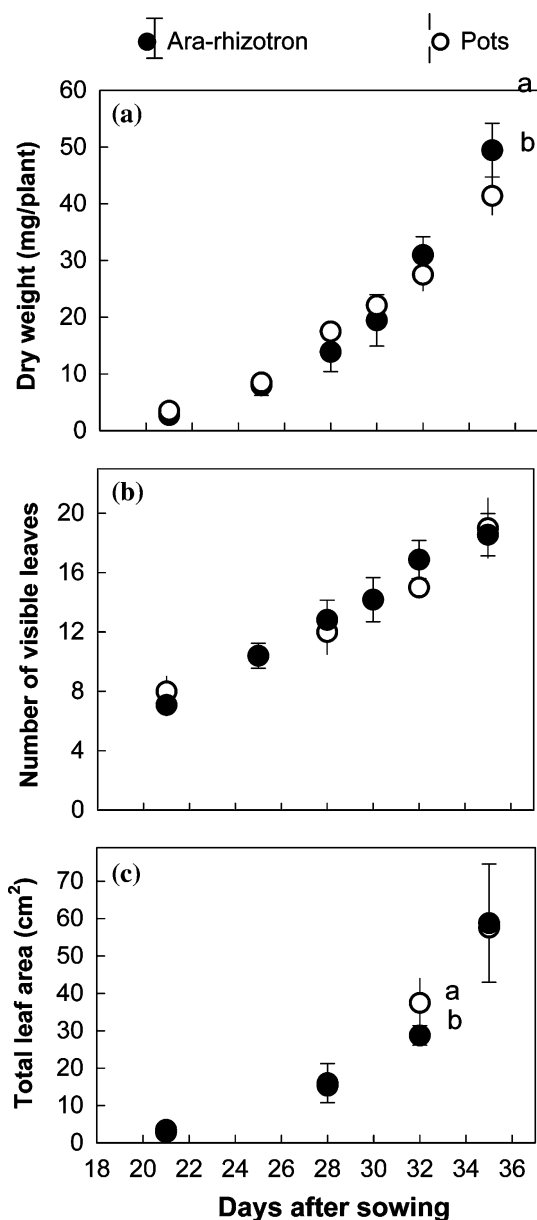 Ara-rhizotron Pots
(a)
a
b
Dry weight (mg/plant)
60
50
40
30
20
10
0
(b)
Number of visible leaves
20
16
12
8
4
0
(c)
a
b
Total leaf area (cm²)
70
60
50
40
30
20
10
0
18 20 22 24 26 28 30 32 34 36
Days after sowing